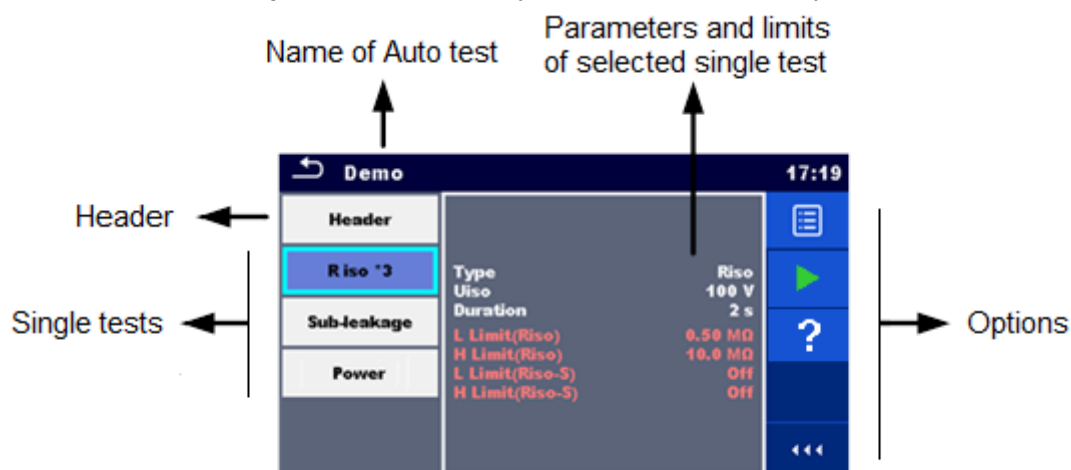 Name of Auto test
Parameters and limits
of selected single test
Demo
17:19
Header
Header
Single tests
R iso *3
Sub-leakage
Power
Type Riso
Uiso 100 V
Duration 2 s
L Limit(Riso) 0.50 MΩ
H Limit(Riso) 10.0 MΩ
L Limit(Riso-S) Off
H Limit(Riso-S) Off
?
Options